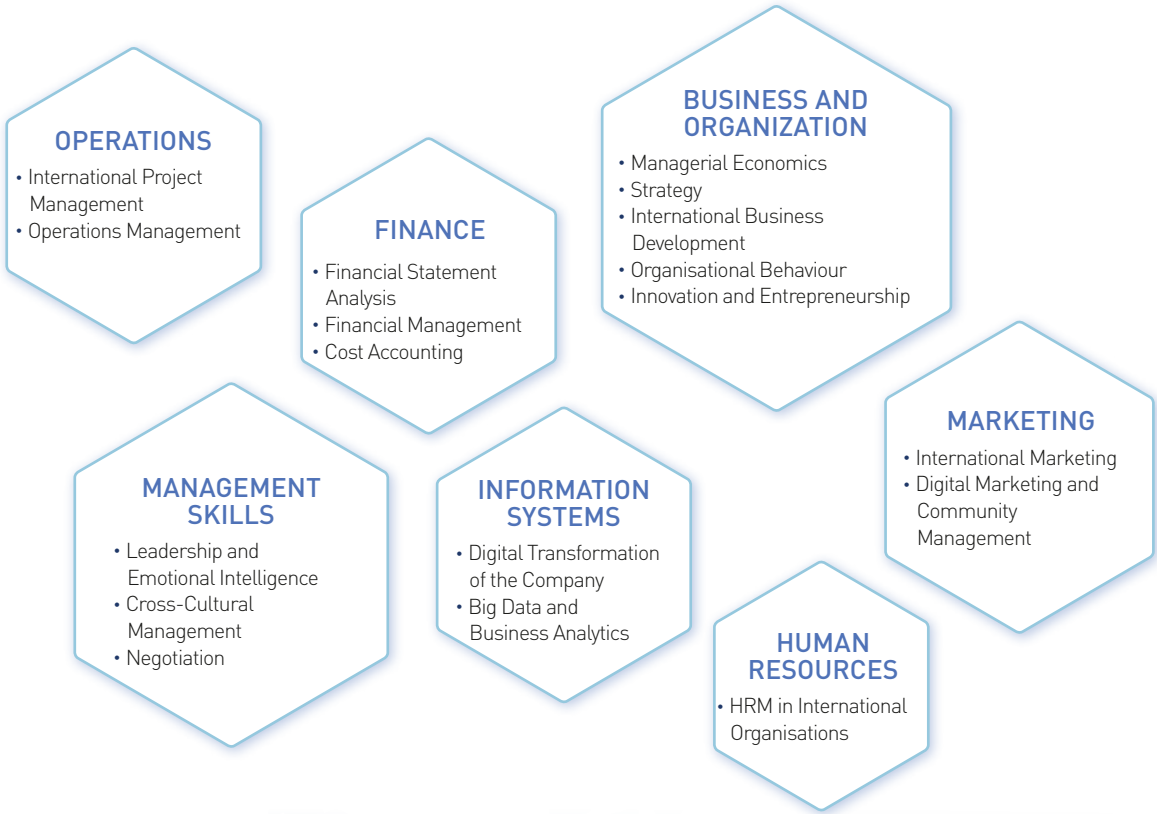 OPERATIONS
• International Project
Management
• Operations Management
FINANCE
• Financial Statement
Analysis
• Financial Management
• Cost Accounting
BUSINESS AND
ORGANIZATION
• Managerial Economics
• Strategy
• International Business
Development
• Organisational Behaviour
• Innovation and Entrepreneurship
MARKETING
• International Marketing
• Digital Marketing and
Community
Management
MANAGEMENT
SKILLS
• Leadership and
Emotional Intelligence
• Cross-Cultural
Management
• Negotiation
INFORMATION
SYSTEMS
• Digital Transformation
of the Company
• Big Data and
Business Analytics
HUMAN
RESOURCES
• HRM in International
Organisations